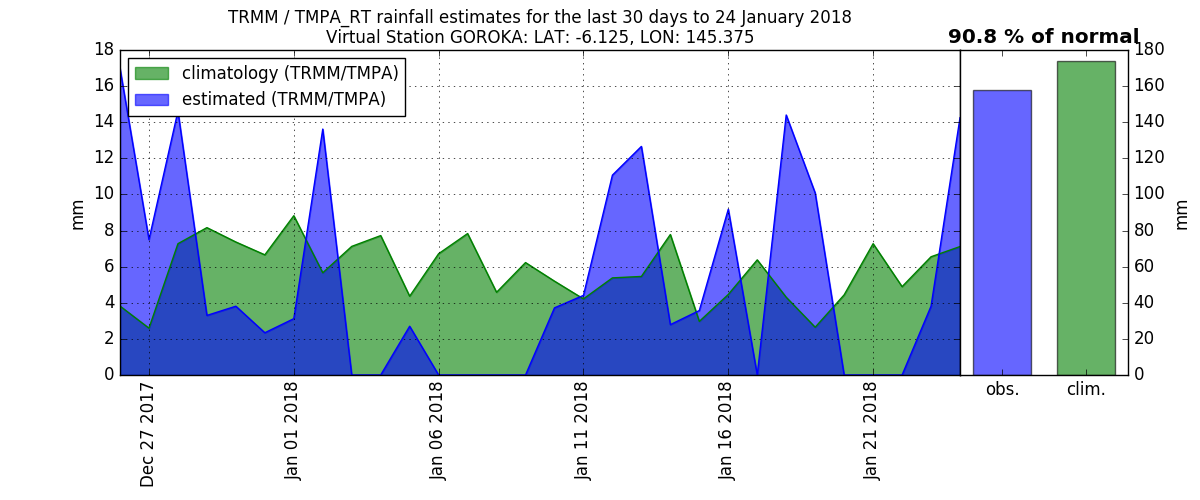 TRMM / TMPA_RT rainfall estimates for the last 30 days to 24 January 2018
Virtual Station GOROKA: LAT: -6.125, LON: 145.375
90.8 % of normal
climatology (TRMM/TMPA)
estimated (TRMM/TMPA)
mm
18
16
14
12
10
8
6
4
2
0
Dec 27 2017
Jan 01 2018
Jan 06 2018
Jan 11 2018
Jan 16 2018
Jan 21 2018
obs.
clim.
180
160
140
120
100
80
60
40
20
0
mm